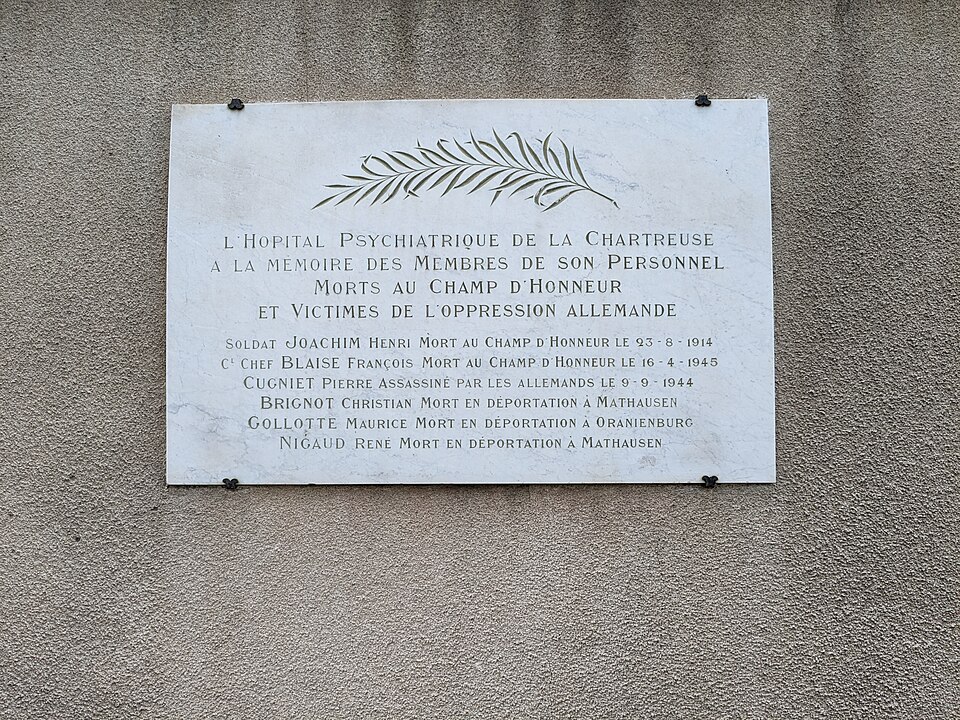 L'HOPITAL PSYCHIATRIQUE DE LA CHARTREUSE
A LA MÉMOIRE DES MEMBRES DE SON PERSONNEL
MORTS AU CHAMP D'HONNEUR
ET VICTIMES DE L'OPPRESSION ALLEMANDE
SOLDAT JOACHIM HENRI MORT AU CHAMP D'HONNEUR LE 23-8-1914
CL CHEF BLAISE FRANÇOIS MORT AU CHAMP D'HONNEUR LE 16-4-1945
CUGNIET PIERRE ASSASSINÉ PAR LES ALLEMANDS LE 9-9-1944
BRIGNOT CHRISTIAN MORT EN DÉPORTATION À MATHAUSEN
GOLLOTTE MAURICE MORT EN DÉPORTATION À ORANIENBURG
NIGAUD RENÉ MORT EN DÉPORTATION À MATHAUSEN